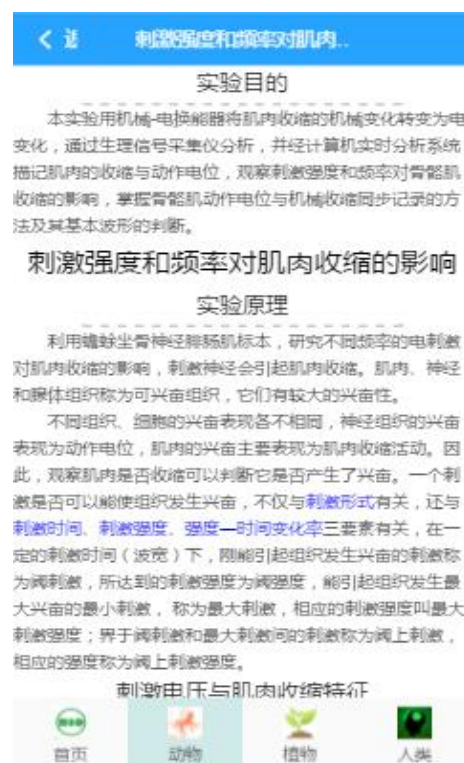 刺激强度和频率对肌肉..
实验目的
本实验用机械-电换能器将肌肉收缩的机械变化转变为电
变化，通过生理信号采集仪分析，并经计算机实时分析系统
描记肌肉的收缩与动作电位，观察刺激强度和频率对骨骼肌
收缩的影响，掌握骨骼肌动作电位与机械收缩同步记录的方
法及其基本波形的判断。
刺激强度和频率对肌肉收缩的影响
实验原理
利用蟾蜍坐骨神经腓肠肌标本，研究不同频率的电刺激
对肌肉收缩的影响，刺激神经会引起肌肉收缩。肌肉、神经
和腺体组织称为可兴奋组织，它们有较大的兴奋性。
不同组织、细胞的兴奋表现各不相同，神经组织的兴奋
表现为动作电位，肌肉的兴奋主要表现为肌肉收缩活动。因
此，观察肌肉是否收缩可以判断它是否产生了兴奋。一个刺
激是否可以能使组织发生兴奋，不仅与刺激形式有关，还与
刺激时间、刺激强度、强度—时间变化率三要素有关，在一
定的刺激时间（波宽）下，刚能引起组织发生兴奋的刺激称
为阈刺激，所达到的刺激强度为阈强度，能引起组织发生最
大兴奋的最小刺激， 称为最大刺激，相应的刺激强度叫最大
刺激强度；界于阈刺激和最大刺激间的刺激称为阈上刺激，
相应的强度称为阈上刺激强度。
刺激电压与肌肉收缩特征
首页
动物
植物
人类